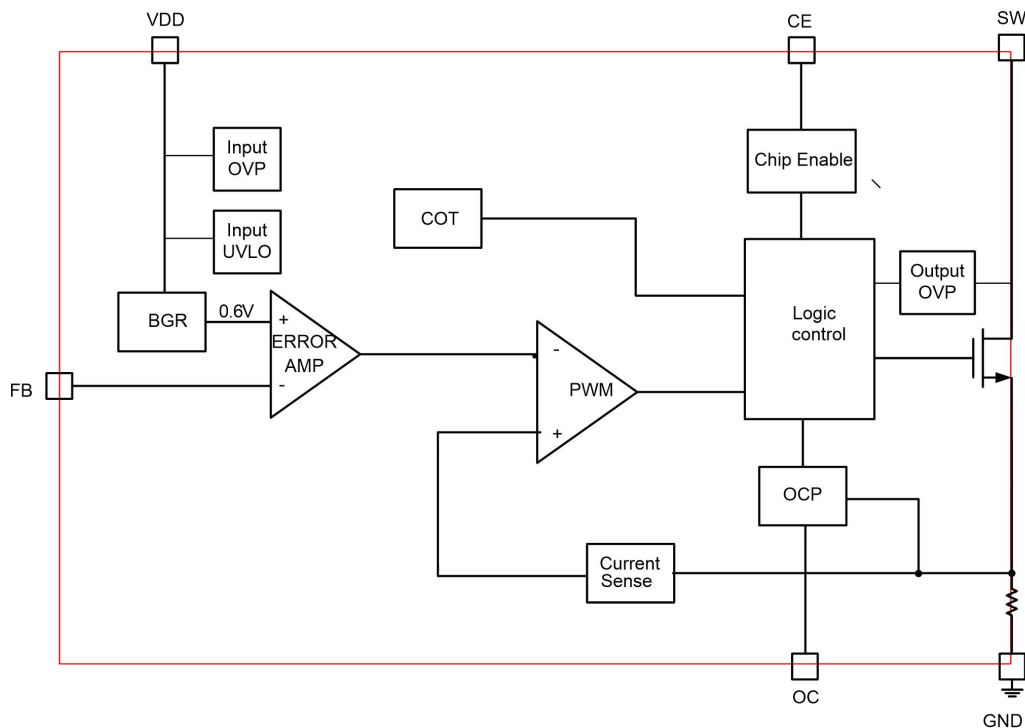 VDD
CE
SW
Input
OVP
Chip Enable
COT
Input
UVLO
Output
OVP
BGR
0.6V
+
ERROR
AMP
-
Logic
control
FB
-
PWM
+
OCP
Current
Sense
OC
GND